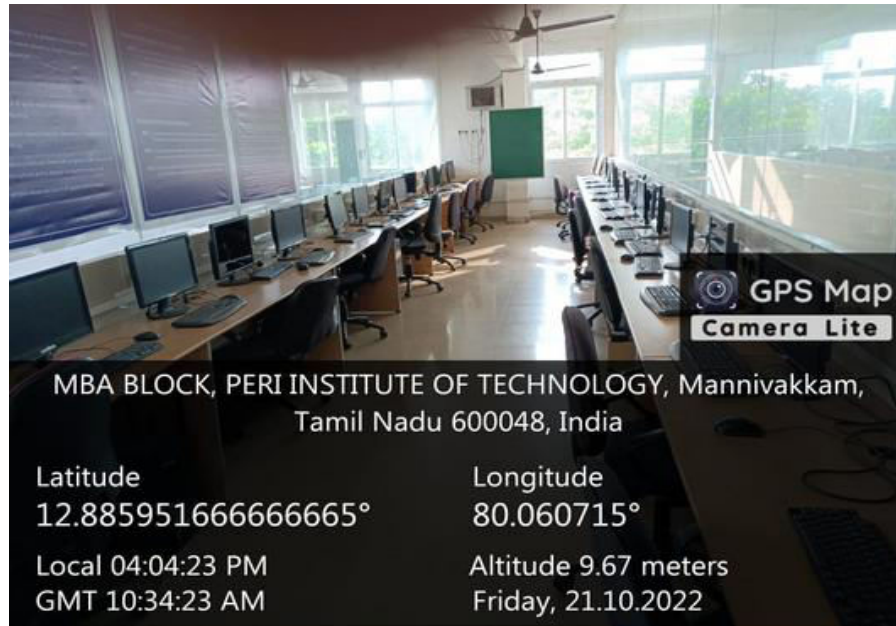 GPS Map
Camera Lite
MBA BLOCK, PERI INSTITUTE OF TECHNOLOGY, Mannivakkam,
Tamil Nadu 600048, India
Latitude
12.885951666666665°
Longitude
80.060715°
Local 04:04:23 PM
GMT 10:34:23 AM
Altitude 9.67 meters
Friday, 21.10.2022